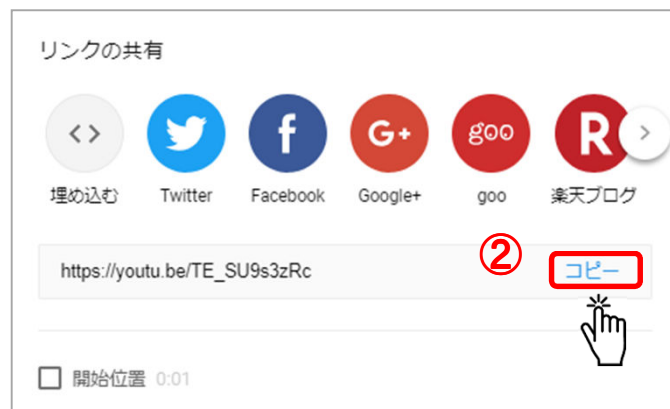 リンクの共有
f G+ goo R
埋め込む Twitter Facebook Google+ goo 楽天ブログ
https://youtu.be/TE_SU9s3zRc ② コピー
開始位置 0:01